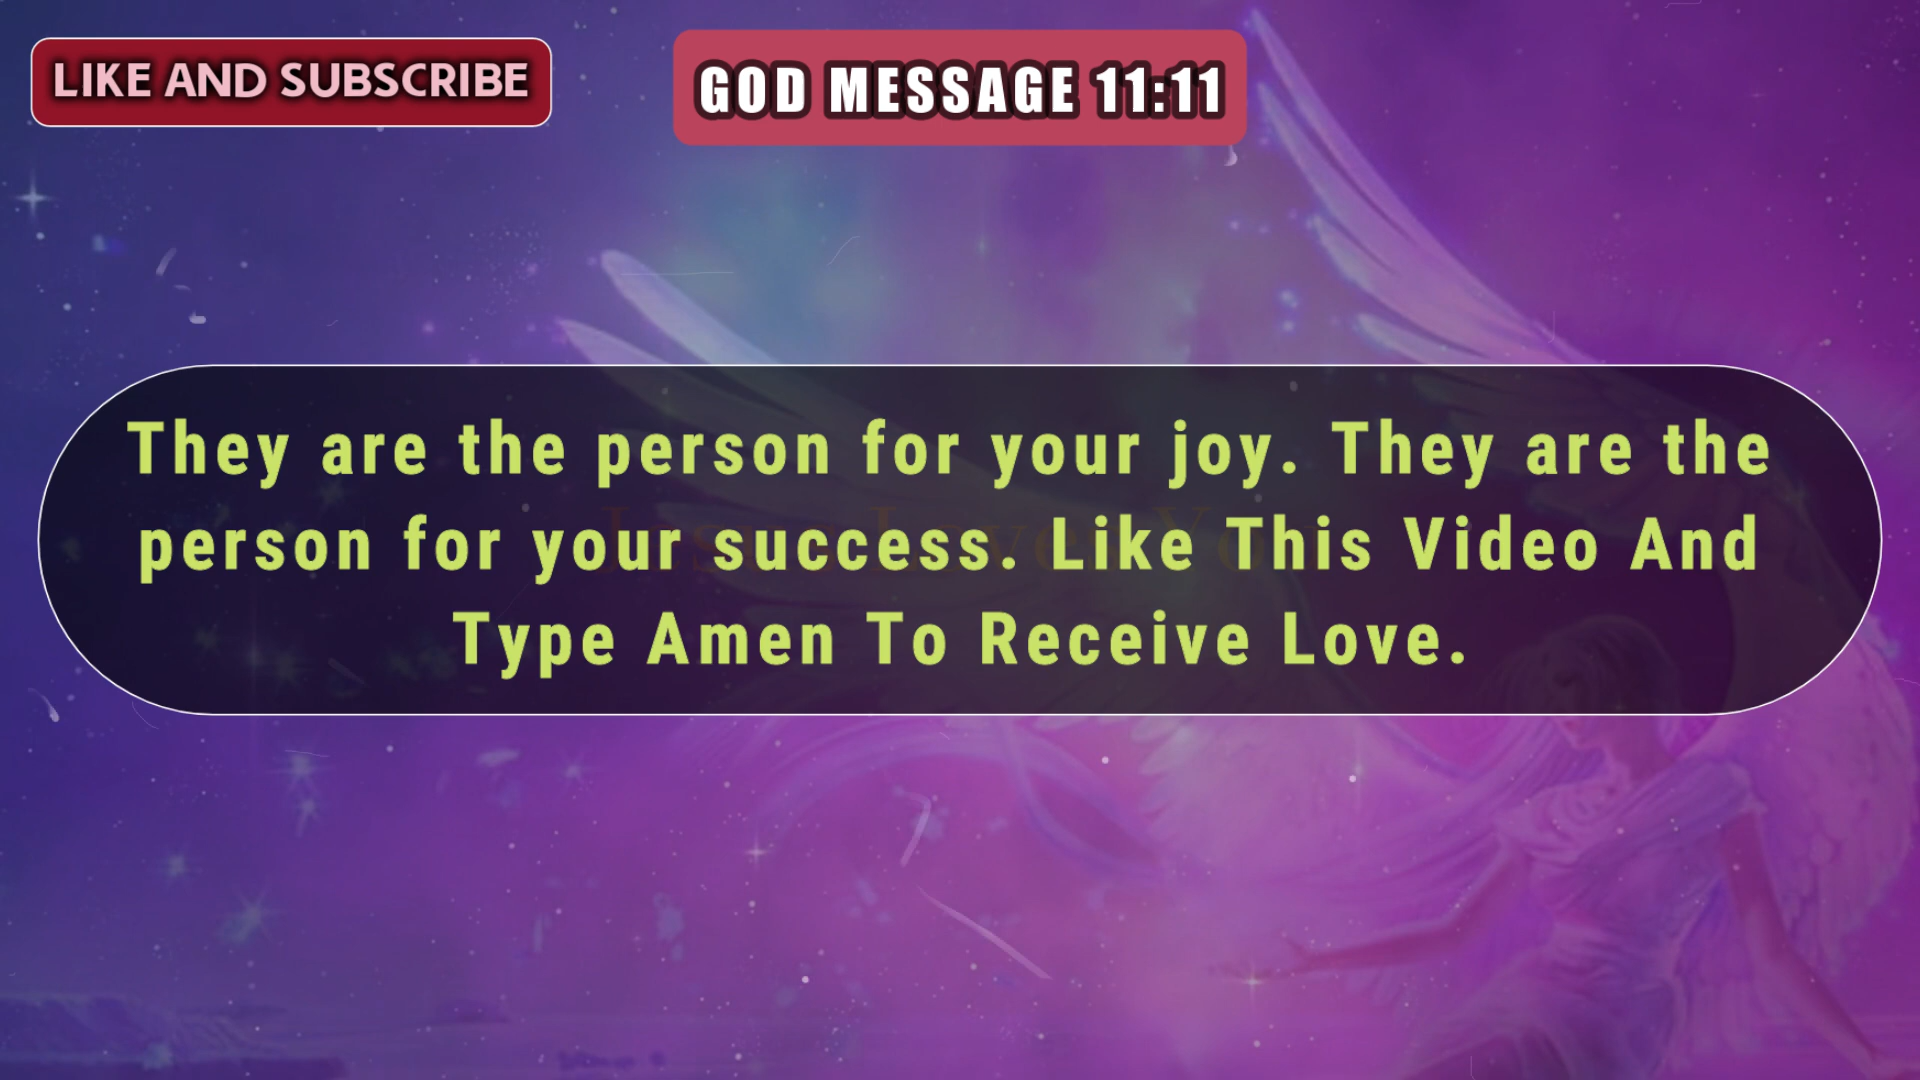 LIKE AND SUBSCRIBE
GOD MESSAGE 11:11
They are the person for your joy. They are the
person for your success. Like This Video And
Type Amen To Receive Love.